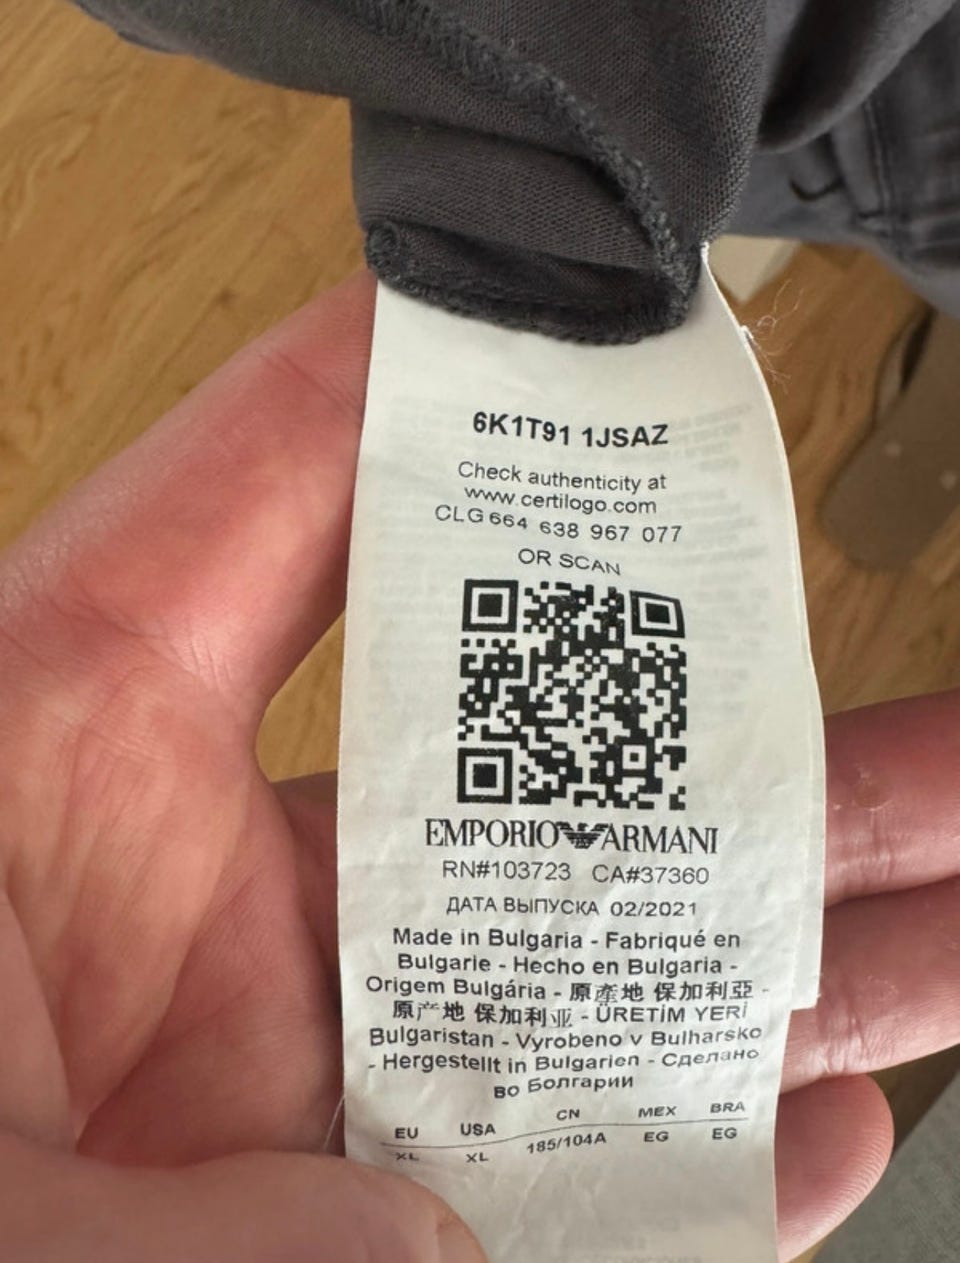 6K1T91 1JSAZ
Check authenticity at
www.certilogo.com
CLG 664 638 967 077
OR SCAN
EMPORIO ARMANI
RN#103723 CA#37360
ДАТА ВЫПУСКА 02/2021
Made in Bulgaria - Fabriqué en
Bulgarie - Hecho en Bulgaria -
Origem Bulgária - 原產地 保加利亞 -
原产地 保加利亚 - ÜRETİM YERİ
Bulgaristan - Vyrobeno v Bulharsko
- Hergestellt in Bulgarien - Сделано
во Болгарии
EU USA CN MEX BRA
XL XL 185/104A EG EG